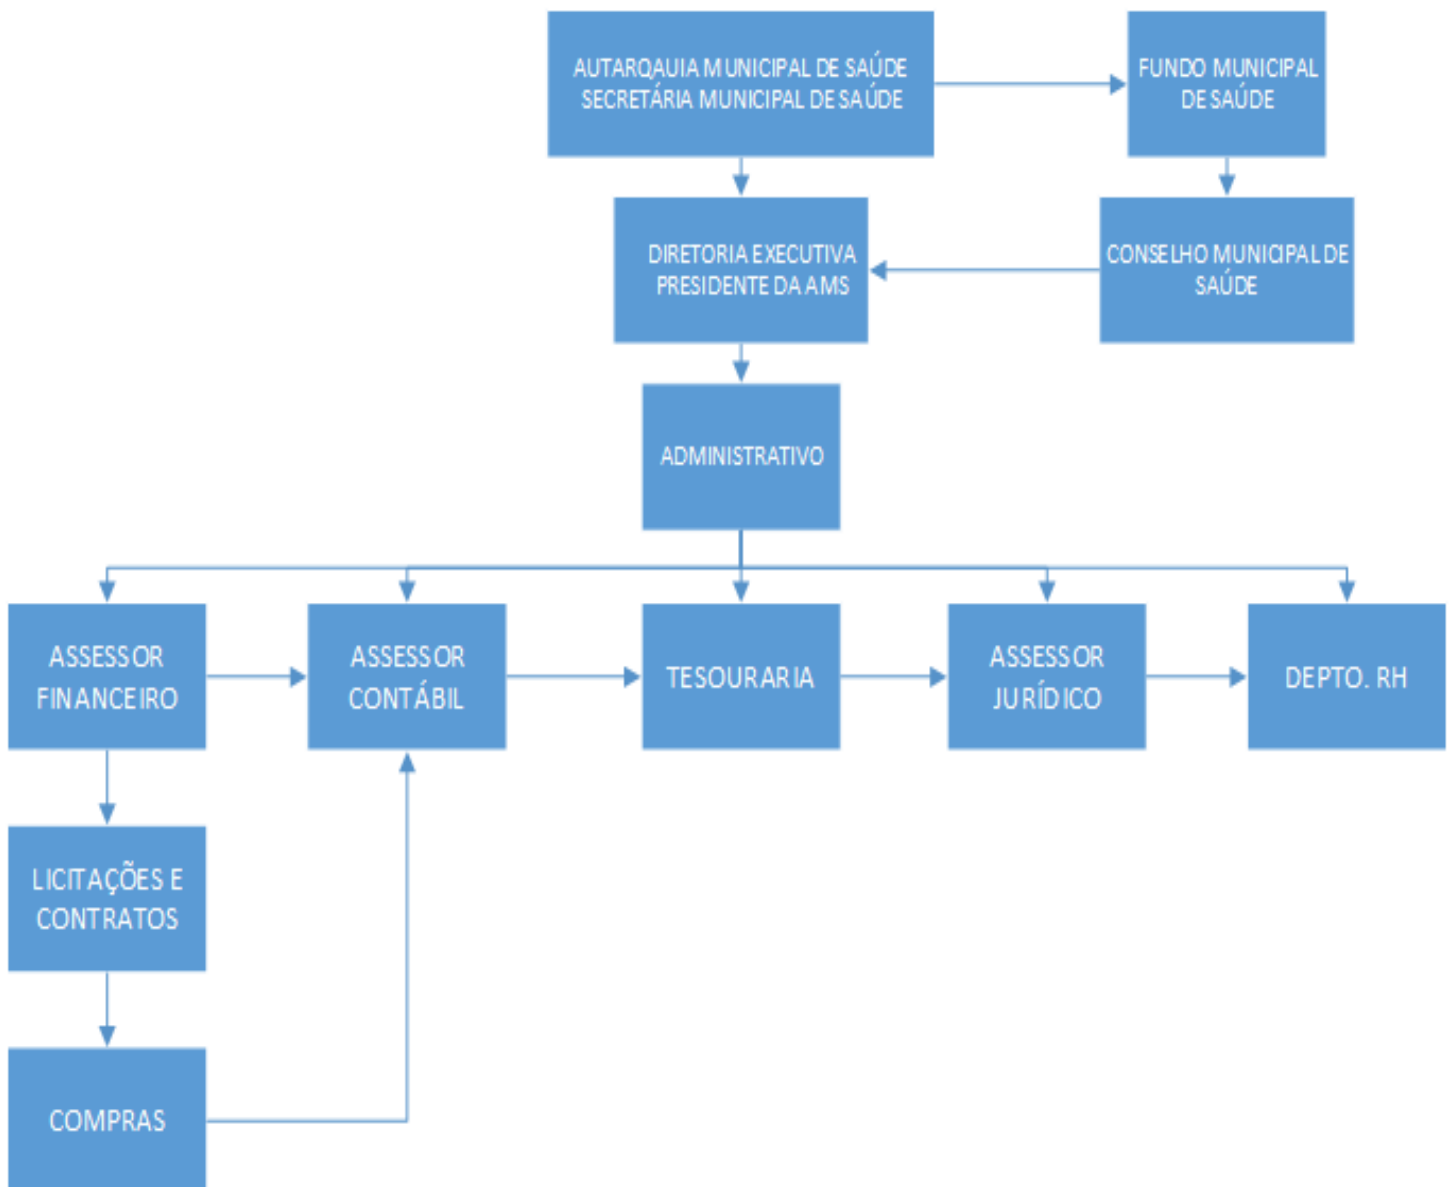 AUTARQAUIA MUNICIPAL DE SAÚDE
SECRETÁRIA MUNICIPAL DE SAÚDE
FUNDO MUNICIPAL
DE SAÚDE
DIRETORIA EXECUTIVA
PRESIDENTE DA AMS
CONSELHO MUNICIPAL DE
SAÚDE
ADMINISTRATIVO
ASSESSOR
FINANCEIRO
ASSESSOR
CONTÁBIL
TESOURARIA
ASSESSOR
JURÍDICO
DEPTO. RH
LICITAÇÕES E
CONTRATOS
COMPRAS